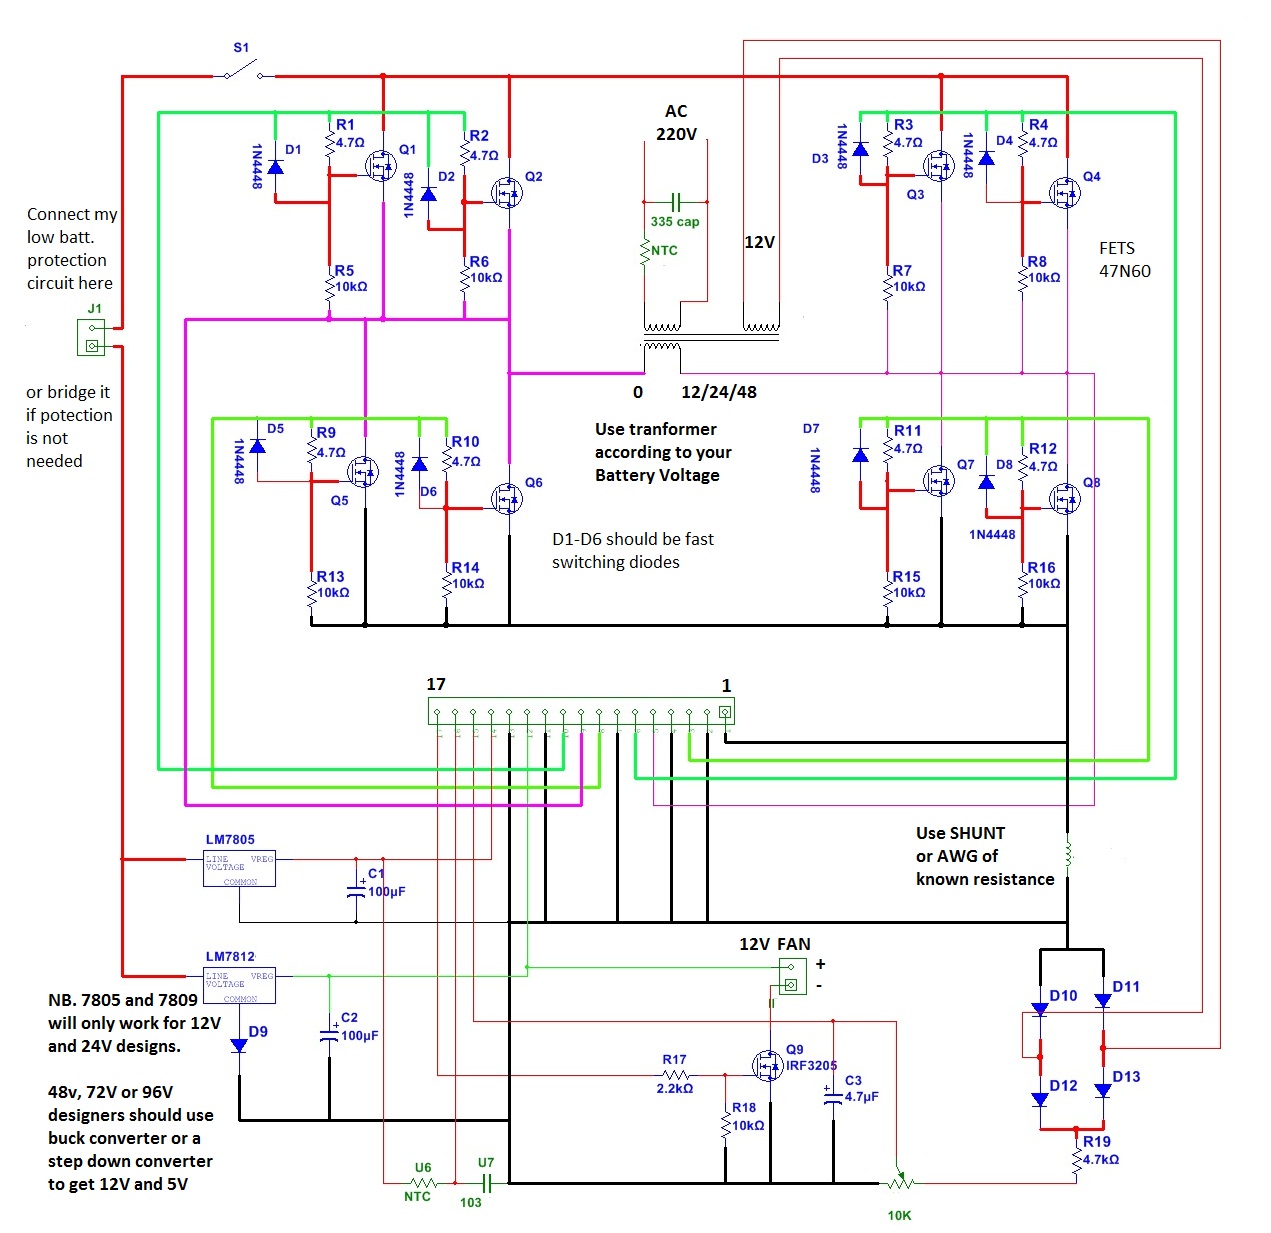 S1
AC
220V
R1
4.7Ω
D1
1N4448
Q1
R2
4.7Ω
D2
1N4448
Q2
335 cap
NTC
12V
R3
4.7Ω
D3
1N4448
Q3
R4
4.7Ω
D4
1N4448
Q4
Connect my
low batt.
protection
circuit here
J1
or bridge it
if potection
is not
needed
R5
10kΩ
R6
10kΩ
R7
10kΩ
R8
10kΩ
FETS
47N60
0
12/24/48
Use tranformer
according to your
Battery Voltage
D5
1N4448
R9
4.7Ω
Q5
D6
1N4448
R10
4.7Ω
Q6
D7
1N4448
R11
4.7Ω
Q7
D8
1N4448
R12
4.7Ω
Q8
D1-D6 should be fast
switching diodes
R13
10kΩ
R14
10kΩ
R15
10kΩ
R16
10kΩ
17
1
LM7805
LINE VREG
VOLTAGE
COMMON
C1
100µF
+
Use SHUNT
or AWG of
known resistance
LM7812
LINE VREG
VOLTAGE
COMMON
D9
C2
100µF
+
12V FAN
+
-
NB. 7805 and 7809
will only work for 12V
and 24V designs.
48v, 72V or 96V
designers should use
buck converter or a
step down converter
to get 12V and 5V
D10
D11
D12
D13
Q9
IRF3205
R17
2.2kΩ
R18
10kΩ
C3
4.7µF
+
R19
4.7kΩ
U6
NTC
U7
103
10K